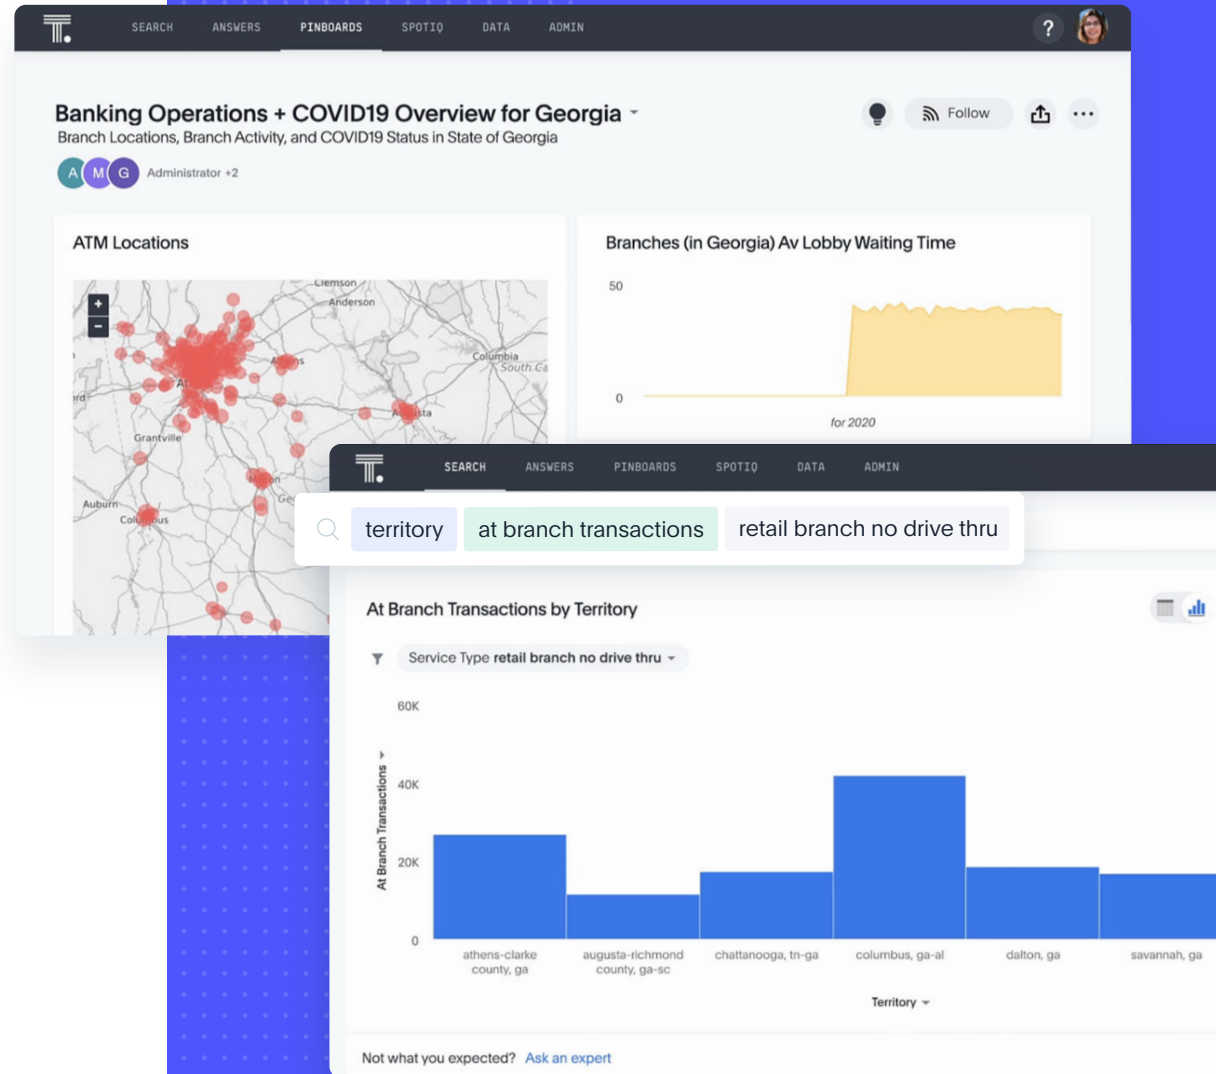 SEARCH ANSWERS PINBOARDS SPOTIQ DATA ADMIN ?
Banking Operations + COVID19 Overview for Georgia
Follow
Branch Locations, Branch Activity, and COVID19 Status in State of Georgia
A M G Administrator +2
ATM Locations
+
−
Clemson
Anderson
Columbia
South Ca
Grantville
Auburn
Branches (in Georgia) Av Lobby Waiting Time
50
0
for 2020
SEARCH ANSWERS PINBOARDS SPOTIQ DATA ADMIN
territory at branch transactions retail branch no drive thru
At Branch Transactions by Territory
Service Type retail branch no drive thru
At Branch Transactions
60K
40K
20K
0
athens-clarke county, ga
augusta-richmond county, ga-sc
chattanooga, tn-ga
columbus, ga-al
dalton, ga
savannah, ga
Territory
Not what you expected? Ask an expert